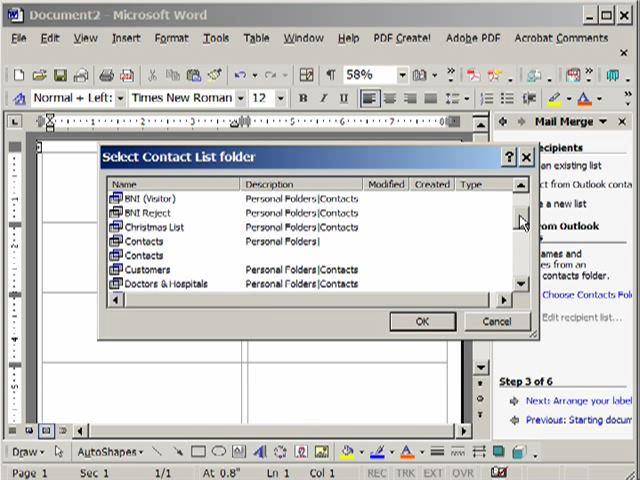 Document2 - Microsoft Word
File Edit View Insert Format Tools Table Window Help PDF Create! Adobe PDF Acrobat Comments
58%
Normal + Left: Times New Roman 12 B I U
Mail Merge
Select Contact List folder
Name Description Modified Created Type
BNI (Visitor) Personal Folders|Contacts
BNI Reject Personal Folders|Contacts
Christmas List Personal Folders|Contacts
Contacts Personal Folders|
Contacts
Customers Personal Folders|Contacts
Doctors & Hospitals Personal Folders|Contacts
OK Cancel
ecipients
an existing list
ct from Outlook conta
e a new list
om Outlook
ames and
es from an
contacts folder.
Choose Contacts Fol
Edit recipient list...
Step 3 of 6
Next: Arrange your label
Previous: Starting docum
Draw AutoShapes
Page 1 Sec 1 1/1 At 0.8" Ln 1 Col 1 REC TRK EXT OVR